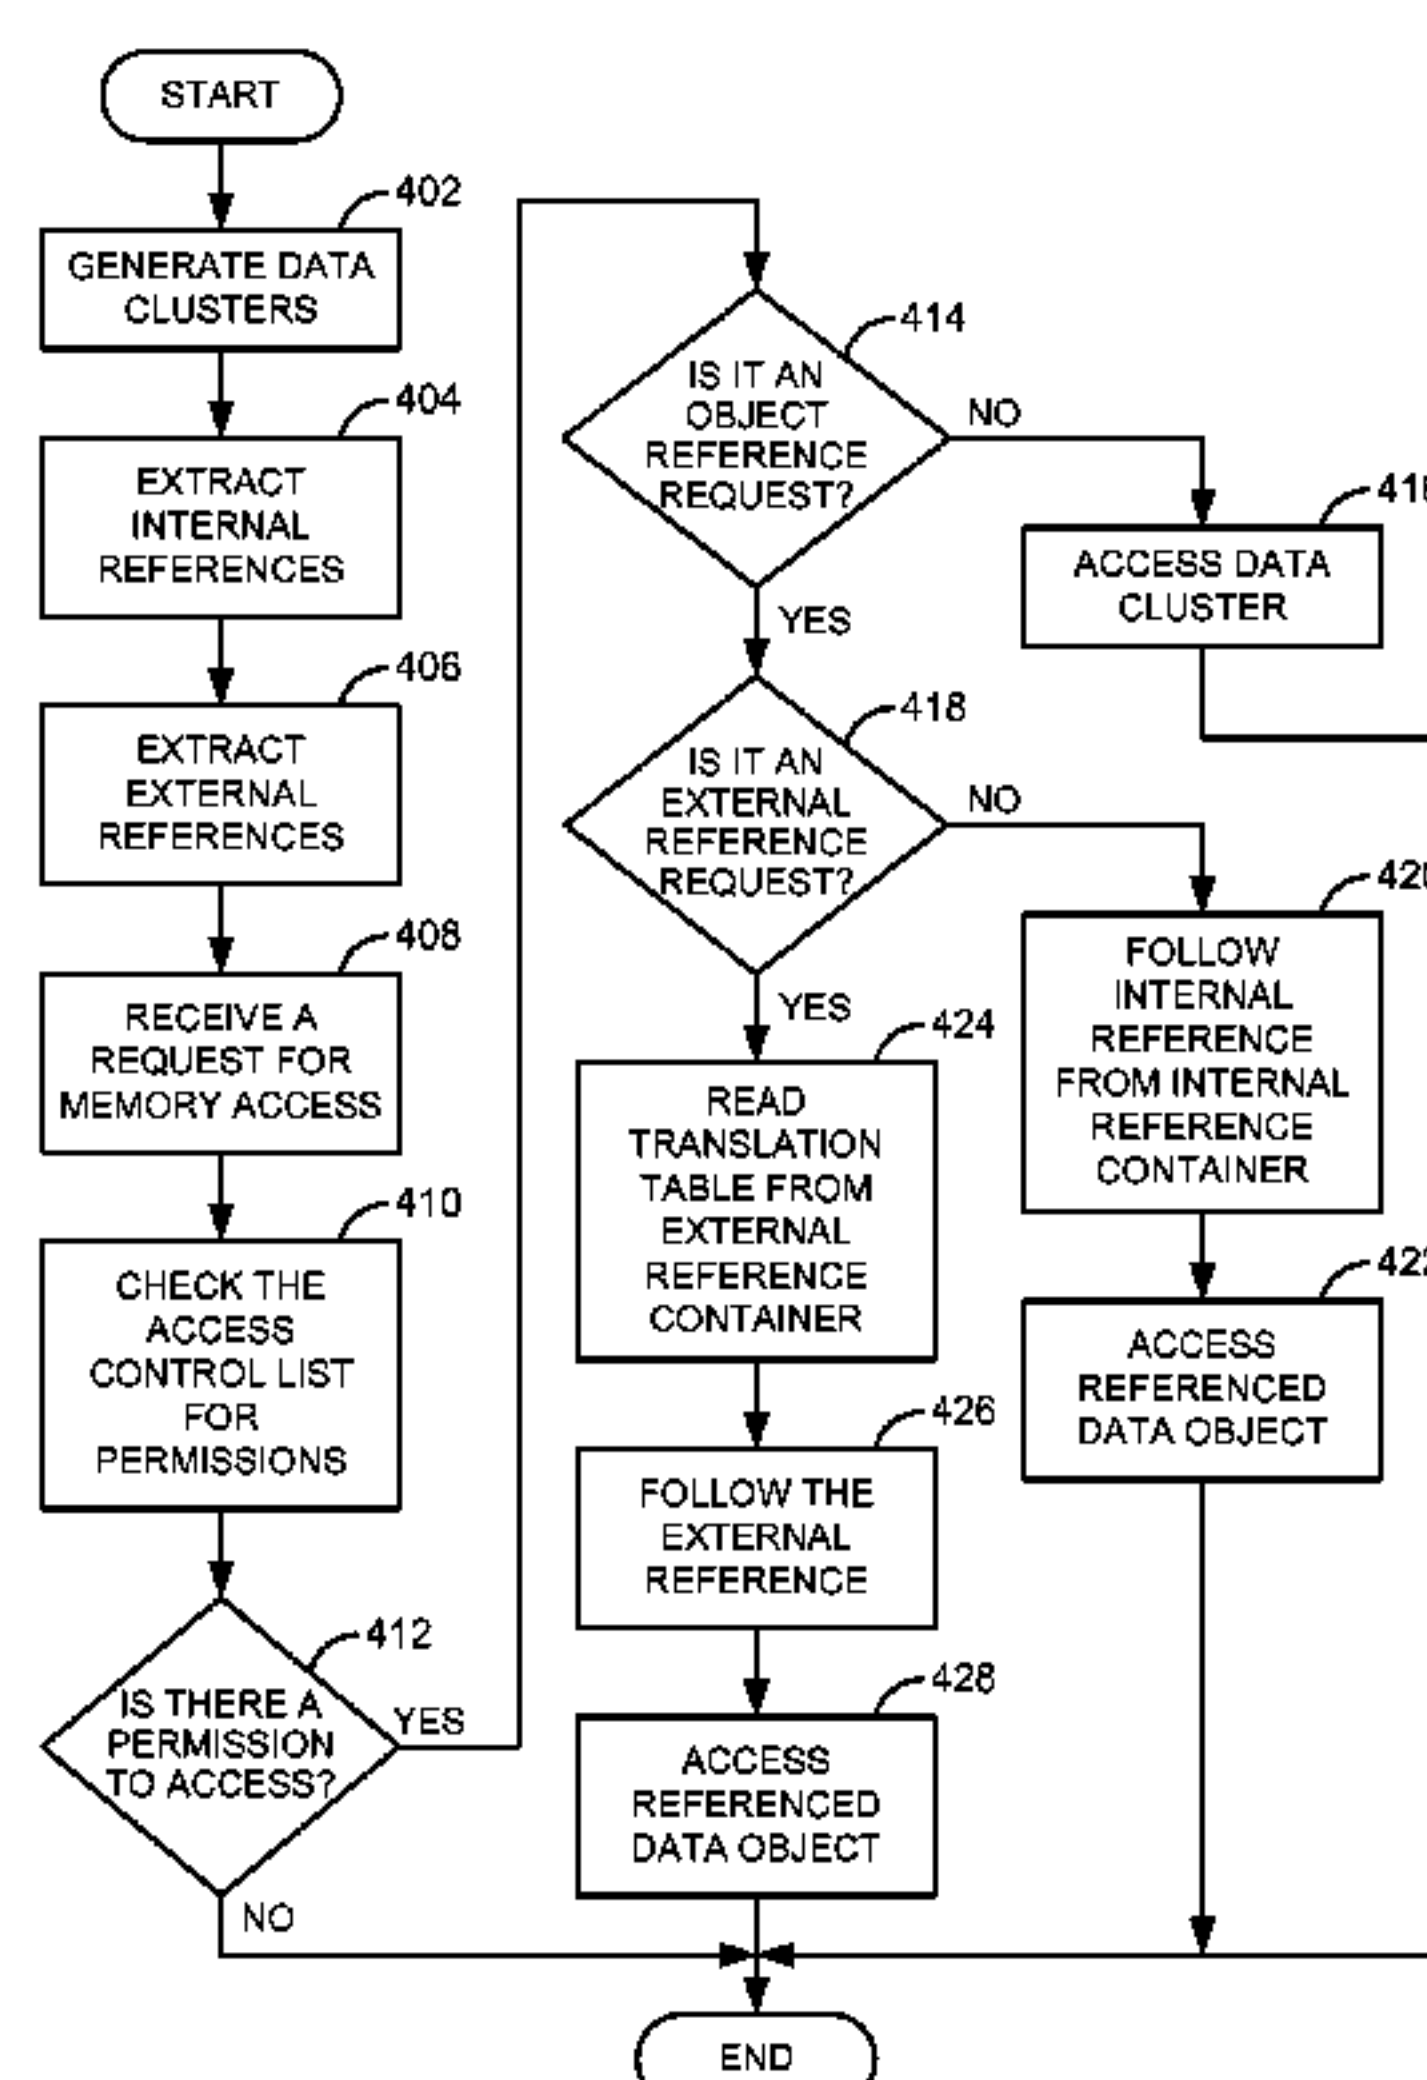 START
402
GENERATE DATA
CLUSTERS
404
EXTRACT
INTERNAL
REFERENCES
406
EXTRACT
EXTERNAL
REFERENCES
408
RECEIVE A
REQUEST FOR
MEMORY ACCESS
410
CHECK THE
ACCESS
CONTROL LIST
FOR
PERMISSIONS
412
IS THERE A
PERMISSION
TO ACCESS?
YES
NO
414
IS IT AN
OBJECT
REFERENCE
REQUEST?
NO
YES
ACCESS DATA
CLUSTER
418
IS IT AN
EXTERNAL
REFERENCE
REQUEST?
NO
YES
420
FOLLOW
INTERNAL
REFERENCE
FROM INTERNAL
REFERENCE
CONTAINER
422
ACCESS
REFERENCED
DATA OBJECT
424
READ
TRANSLATION
TABLE FROM
EXTERNAL
REFERENCE
CONTAINER
426
FOLLOW THE
EXTERNAL
REFERENCE
428
ACCESS
REFERENCED
DATA OBJECT
END